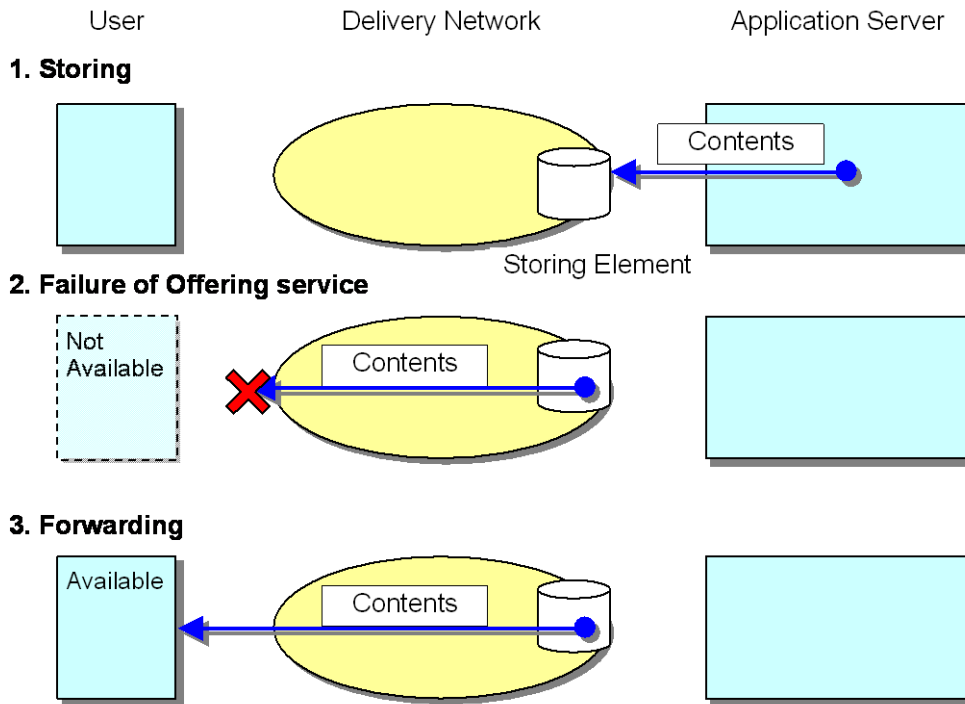 User
Delivery Network
Application Server
1. Storing
Contents
Storing Element
2. Failure of Offering service
Not
Available
Contents
3. Forwarding
Available
Contents